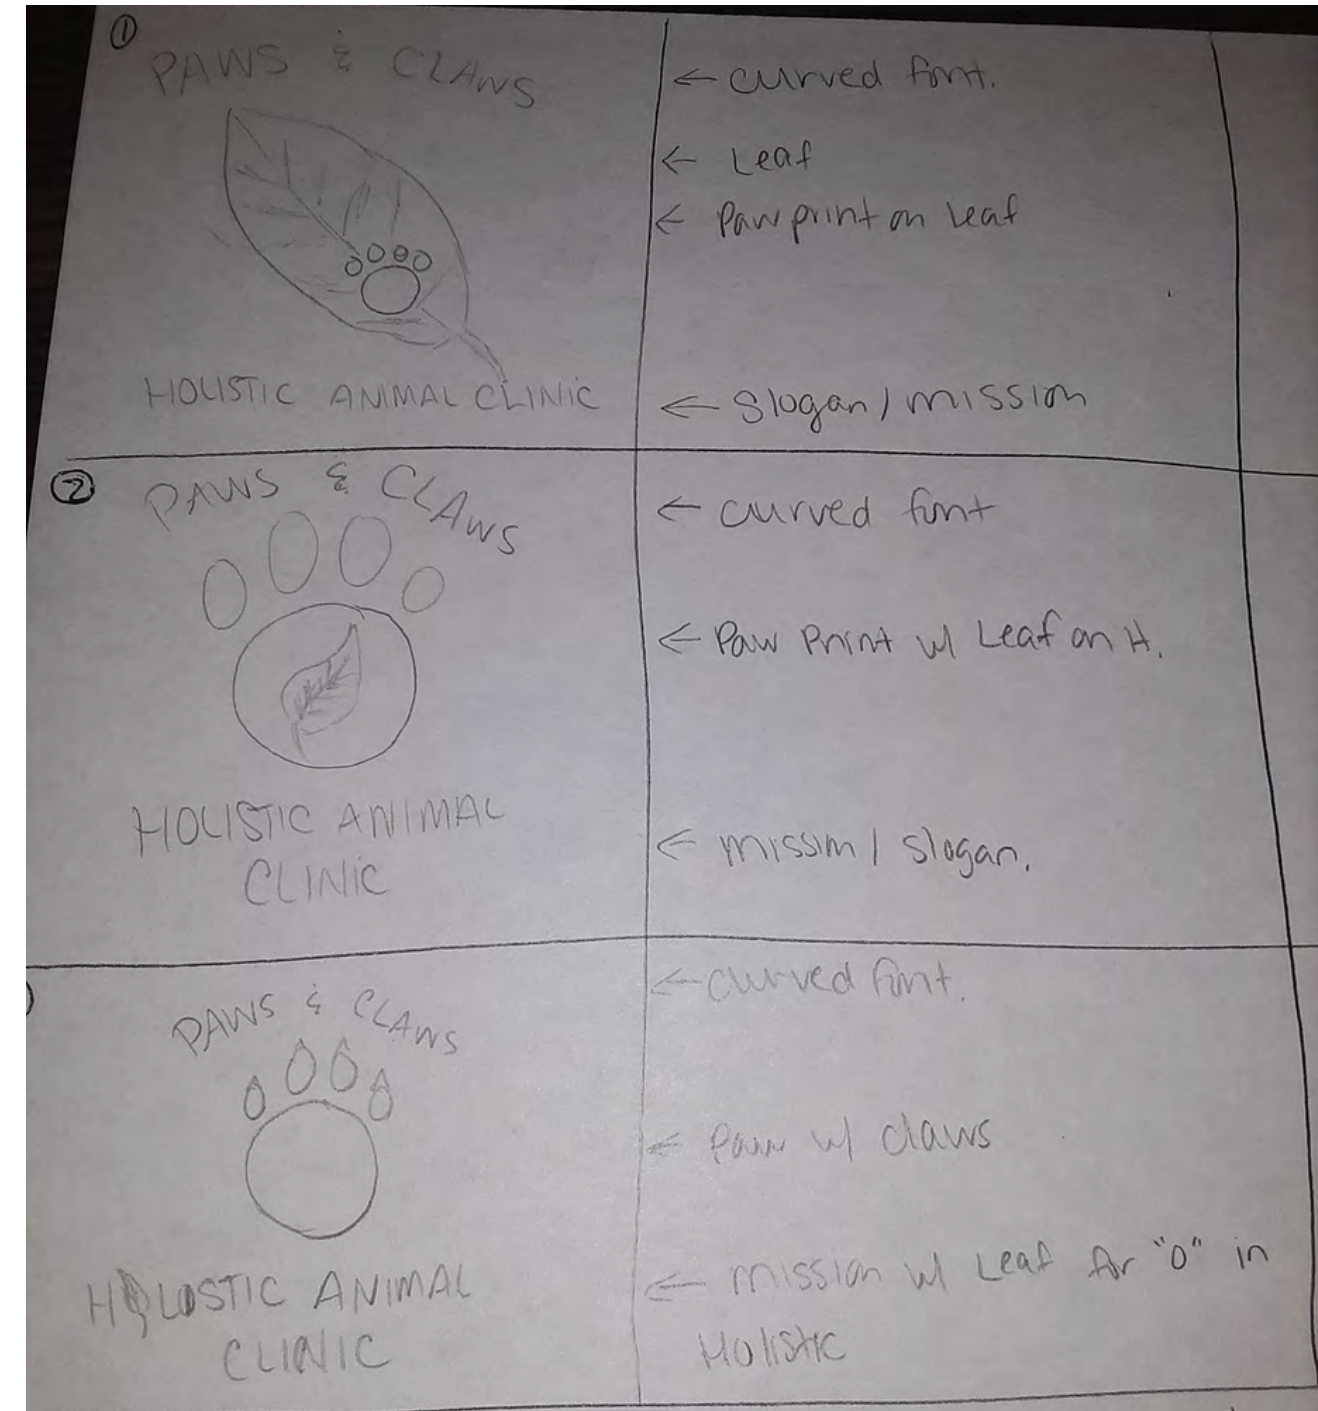 ①
PAWS & CLAWS
← curved font.
← Leaf
← Paw print on Leaf
HOLISTIC ANIMAL CLINIC
← Slogan / mission
②
PAWS & CLAWS
← curved font
← Paw Print w/ Leaf on it.
HOLISTIC ANIMAL
CLINIC
← mission / slogan.
PAWS & CLAWS
← curved font.
← Paw w/ claws
HOLOSTIC ANIMAL
CLINIC
← mission w/ Leaf for "O" in
Holistic